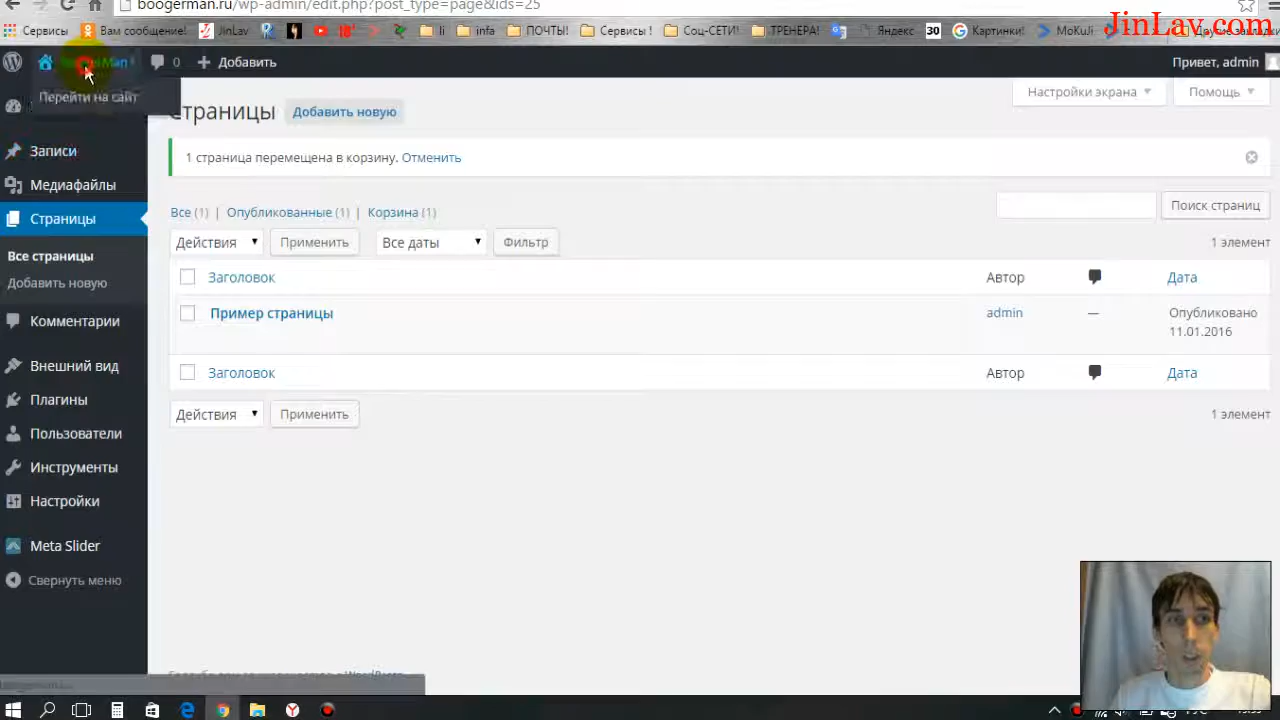 boogerman.ru/wp-admin/edit.php?post_type=page&ids=25
JinLav.com
Сервисы Вам сообщение! JinLav li infa ПОЧТЫ! Сервисы ! Соц-СЕТИ! ТРЕНЕРА! Яндекс 30 Картинки! MoKuJi Другие закладки
0 Добавить Привет, admin
Перейти на сайт
Страницы Добавить новую Настройки экрана Помощь
Записи
1 страница перемещена в корзину. Отменить
Медиафайлы
Страницы
Все (1) | Опубликованные (1) | Корзина (1) Поиск страниц
Действия Применить Все даты Фильтр 1 элемент
Все страницы
Добавить новую
Заголовок Автор Дата
Комментарии
Пример страницы admin — Опубликовано
11.01.2016
Внешний вид
Заголовок Автор Дата
Плагины
Действия Применить 1 элемент
Пользователи
Инструменты
Настройки
Meta Slider
Свернуть меню